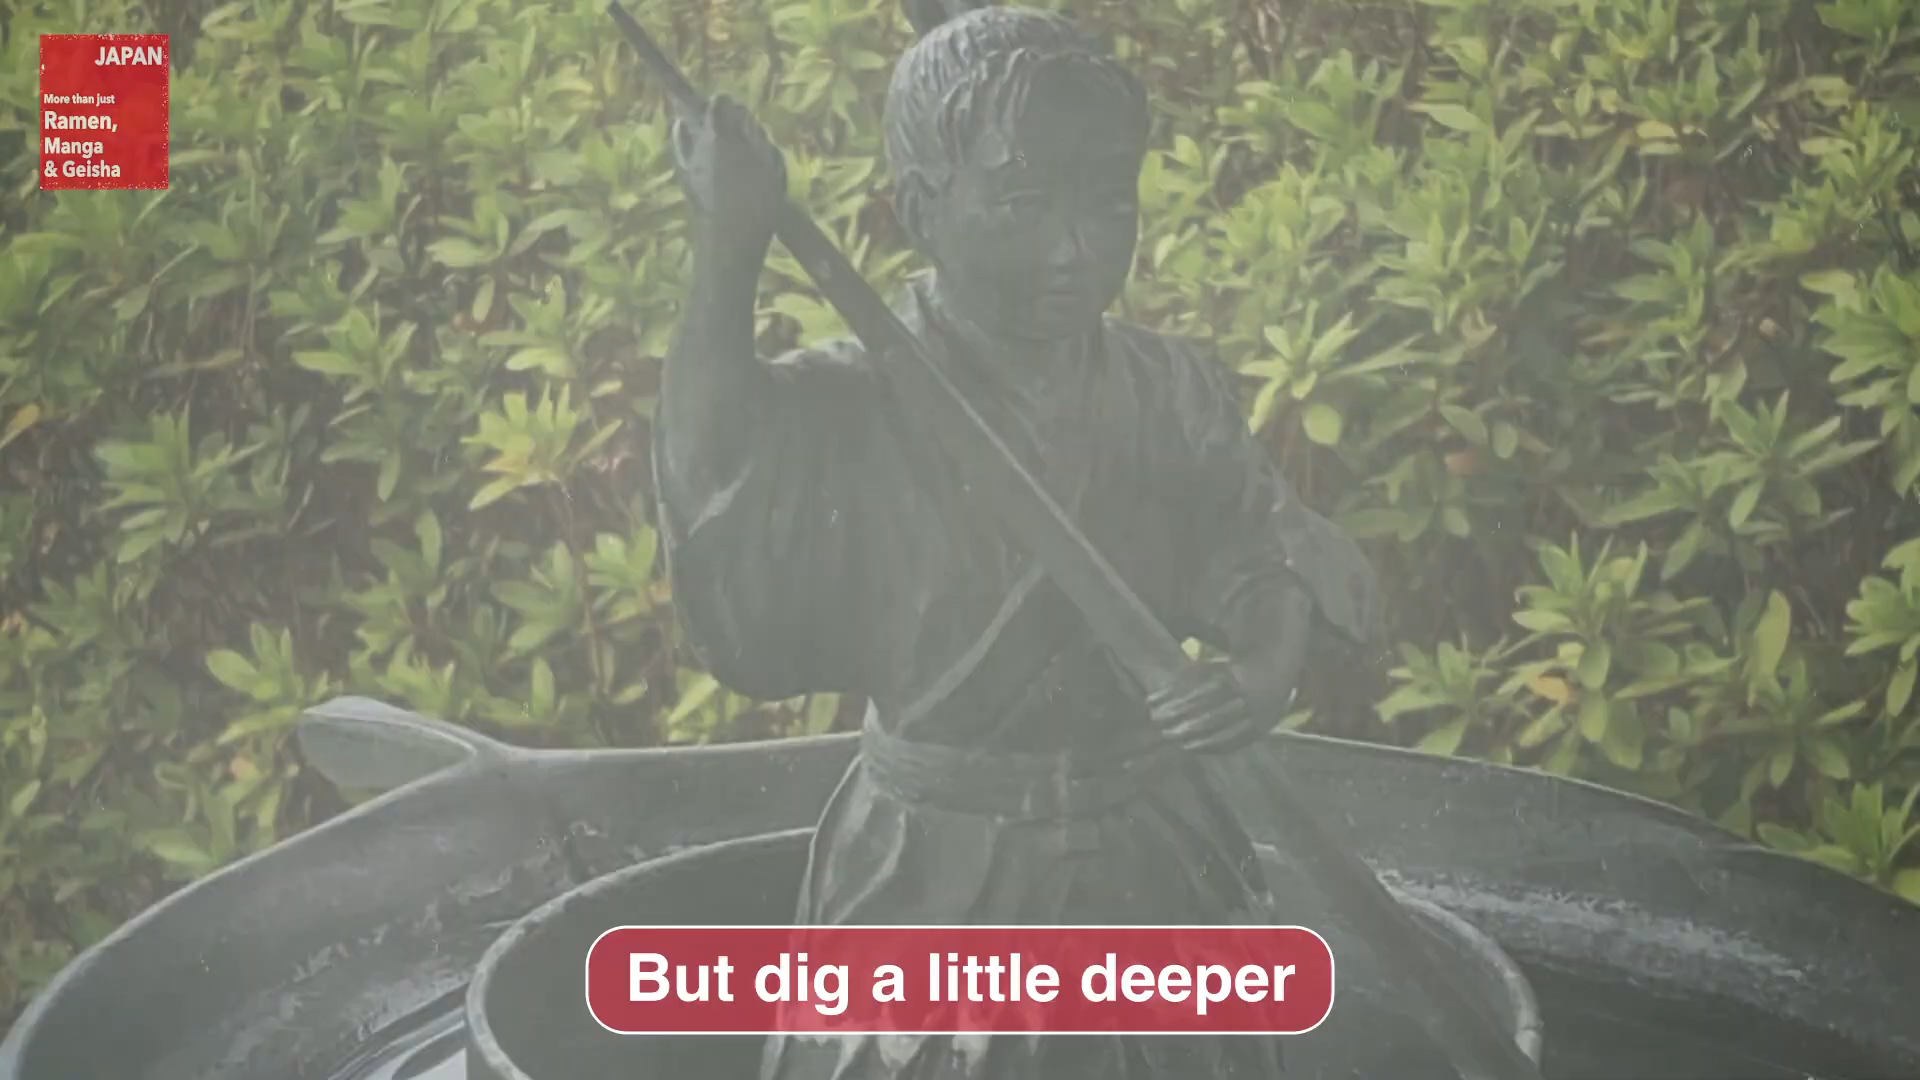 JAPAN
More than just
Ramen,
Manga
& Geisha
But dig a little deeper